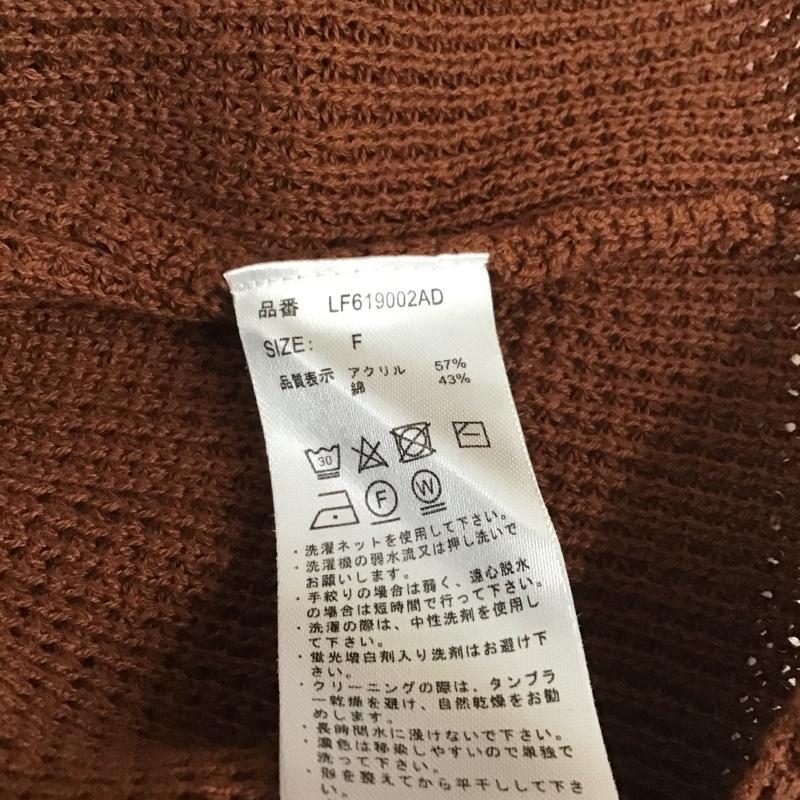 品番 LF619002AD
SIZE: F
品質表示 アクリル 57%
綿 43%
30
F W
・洗濯ネットを使用して下さい。
・洗濯機の弱水流又は押し洗いで
お願いします。
・手絞りの場合は弱く、遠心脱水
の場合は短時間で行って下さい。
・洗濯の際は、中性洗剤を使用し
て下さい。
・蛍光増白剤入り洗剤はお避け下
さい。
・クリーニングの際は、タンブラ
ー乾燥を避け、自然乾燥をお勧
めします。
・長時間水に浸けないで下さい。
・濃色は移染しやすいので単独で
洗って下さい。
・形を整えてから平干しして下さ
い。